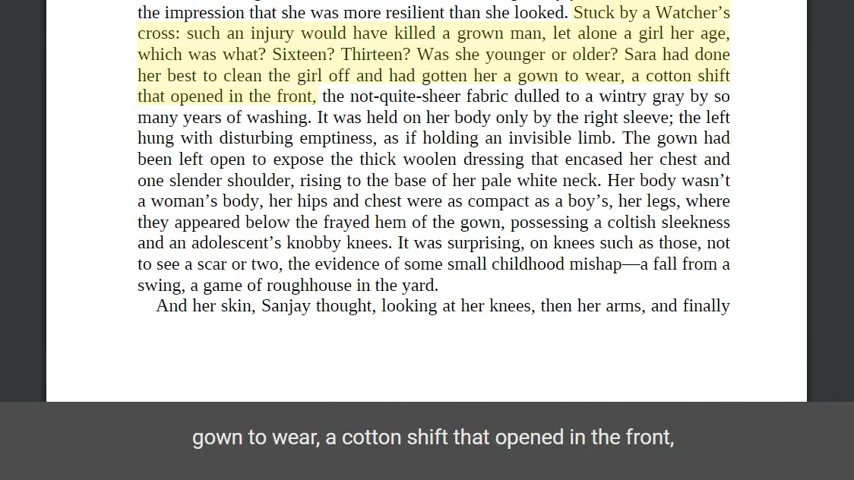 the impression that she was more resilient than she looked. Stuck by a Watcher's
cross: such an injury would have killed a grown man, let alone a girl her age,
which was what? Sixteen? Thirteen? Was she younger or older? Sara had done
her best to clean the girl off and had gotten her a gown to wear, a cotton shift
that opened in the front, the not-quite-sheer fabric dulled to a wintry gray by so
many years of washing. It was held on her body only by the right sleeve; the left
hung with disturbing emptiness, as if holding an invisible limb. The gown had
been left open to expose the thick woolen dressing that encased her chest and
one slender shoulder, rising to the base of her pale white neck. Her body wasn't
a woman's body, her hips and chest were as compact as a boy's, her legs, where
they appeared below the frayed hem of the gown, possessing a coltish sleekness
and an adolescent's knobby knees. It was surprising, on knees such as those, not
to see a scar or two, the evidence of some small childhood mishap—a fall from a
swing, a game of roughhouse in the yard.
And her skin, Sanjay thought, looking at her knees, then her arms, and finally
gown to wear, a cotton shift that opened in the front,